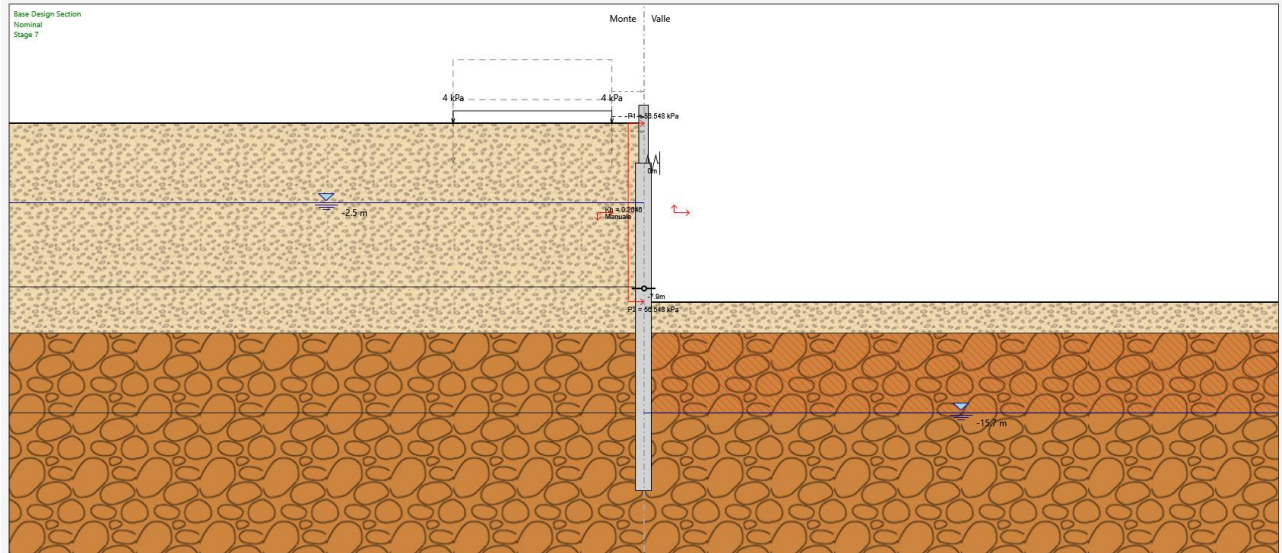 Base Design Section
Nominal
Stage 7
Monte
Valle
4 kPa
4 kPa
0m
-2.5 m
Manuale
-7.9m
-15.7 m